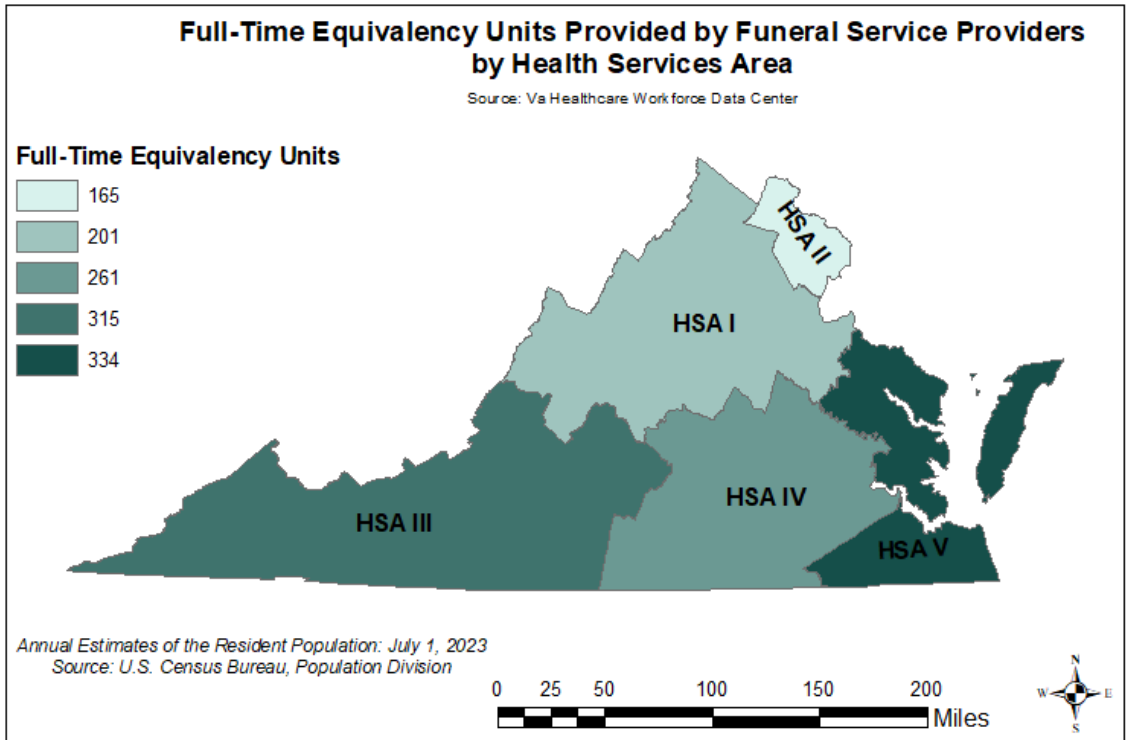 Full-Time Equivalency Units Provided by Funeral Service Providers
by Health Services Area
Source: Va Healthcare Workforce Data Center
Full-Time Equivalency Units
165
201
261
315
334
HSA II
HSA I
HSA IV
HSA III
HSA V
Annual Estimates of the Resident Population: July 1, 2023
Source: U.S. Census Bureau, Population Division
0 25 50 100 150 200
Miles
N
W E
S